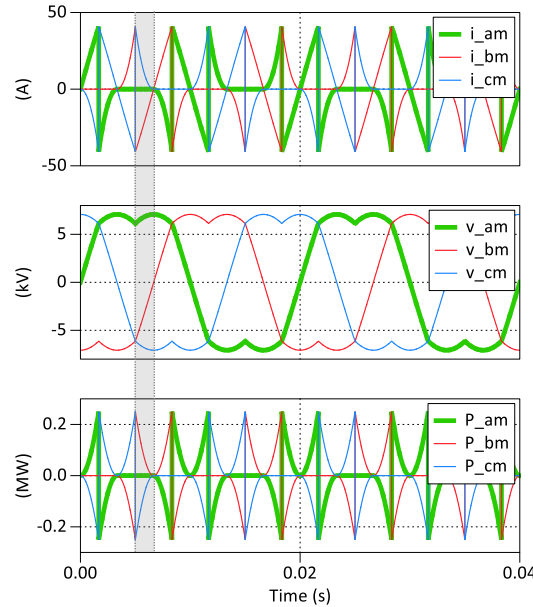 50
0
-50
(A)
i_am
i_bm
i_cm
5
0
-5
(kV)
v_am
v_bm
v_cm
0.2
0.0
-0.2
(MW)
P_am
P_bm
P_cm
0.00 0.02 0.04
Time (s)